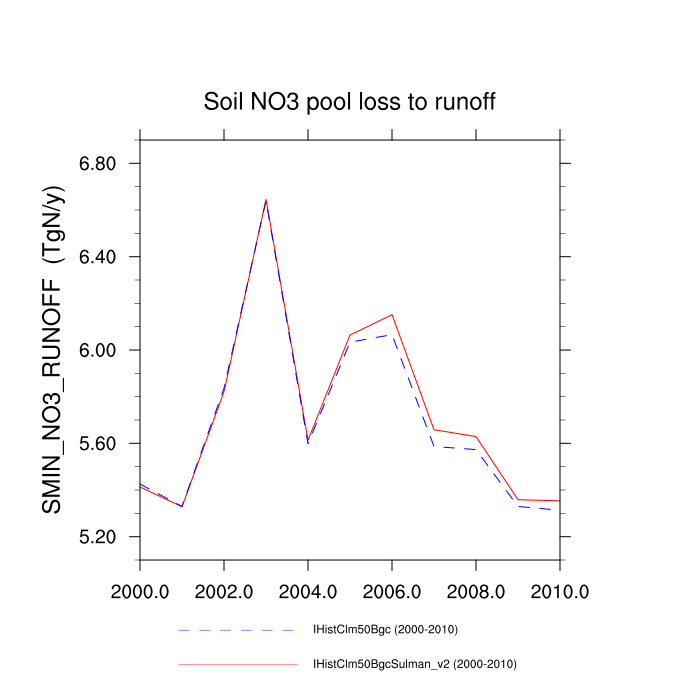 Soil NO3 pool loss to runoff
SMIN_NO3_RUNOFF (TgN/y)
6.80
6.40
6.00
5.60
5.20
2000.0 2002.0 2004.0 2006.0 2008.0 2010.0
IHistClm50Bgc (2000-2010)
IHistClm50BgcSulman_v2 (2000-2010)